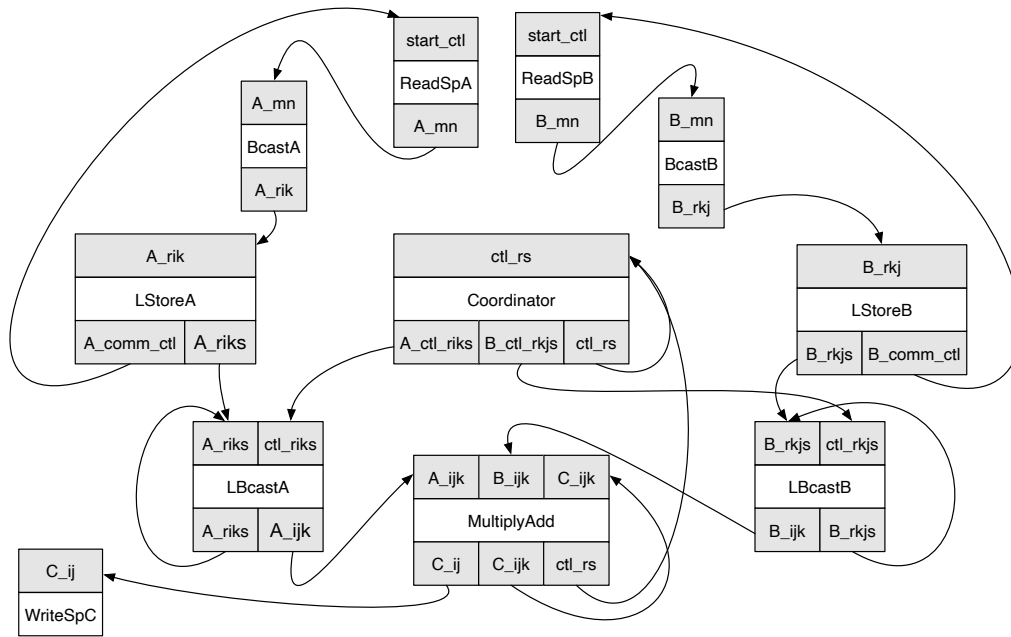 start_ctl
ReadSpA
A_mn
start_ctl
ReadSpB
B_mn
A_mn
BcastA
A_rik
B_mn
BcastB
B_rkj
A_rik
LStoreA
A_comm_ctl A_riks
ctl_rs
Coordinator
A_ctl_riks B_ctl_rkjs ctl_rs
B_rkj
LStoreB
B_rkjs B_comm_ctl
A_riks ctl_riks
LBcastA
A_riks A_ijk
A_ijk B_ijk C_ijk
MultiplyAdd
C_ij C_ijk ctl_rs
B_rkjs ctl_rkjs
LBcastB
B_ijk B_rkjs
C_ij
WriteSpC